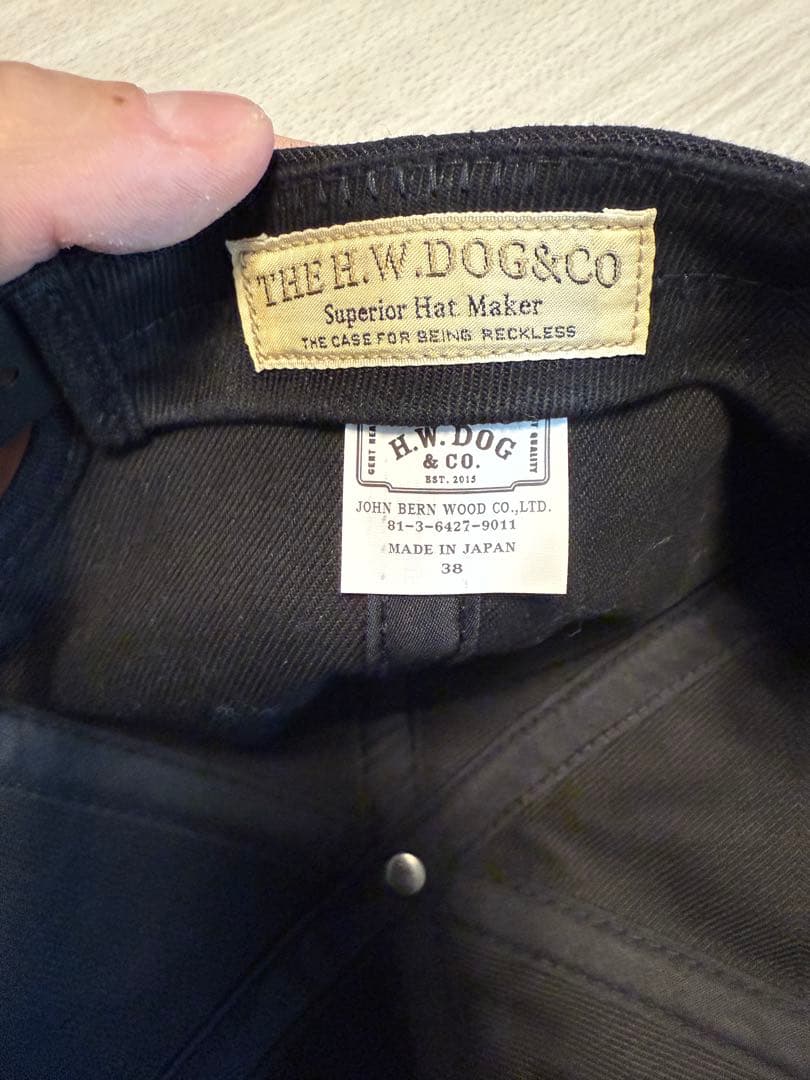 THE H.W.DOG&CO
Superior Hat Maker
THE CASE FOR BEING RECKLESS
H.W.DOG
& CO.
EST. 2015
JOHN BERN WOOD CO.,LTD.
81-3-6427-9011
MADE IN JAPAN
38